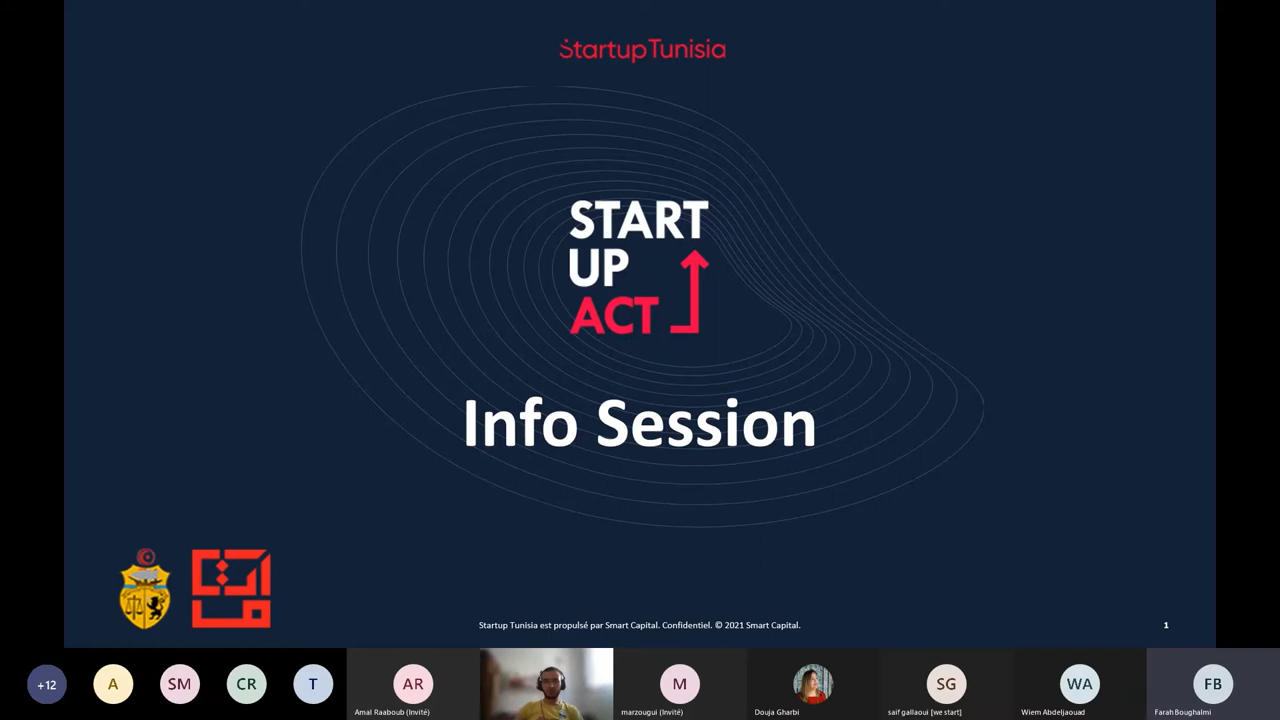 StartupTunisia
START
UP
ACT
Info Session
Startup Tunisia est propulsé par Smart Capital. Confidentiel. © 2021 Smart Capital.
1
+12
A
SM
CR
T
AR
M
SG
WA
FB
Amal Raaboub (Invité)
marzougui (Invité)
Douja Gharbi
saif gallaoui [we start]
Wiem Abdeljaouad
Farah Boughalmi